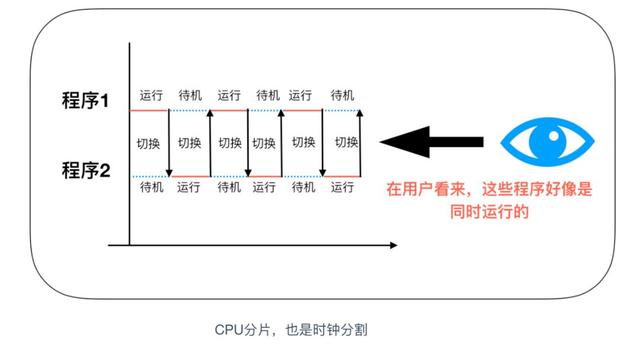 运行 待机 运行 待机 运行 待机
程序1
切换 切换 切换 切换 切换 切换
程序2
待机 运行 待机 运行 待机 运行
在用户看来，这些程序好像是
同时运行的
CPU分片，也是时钟分割